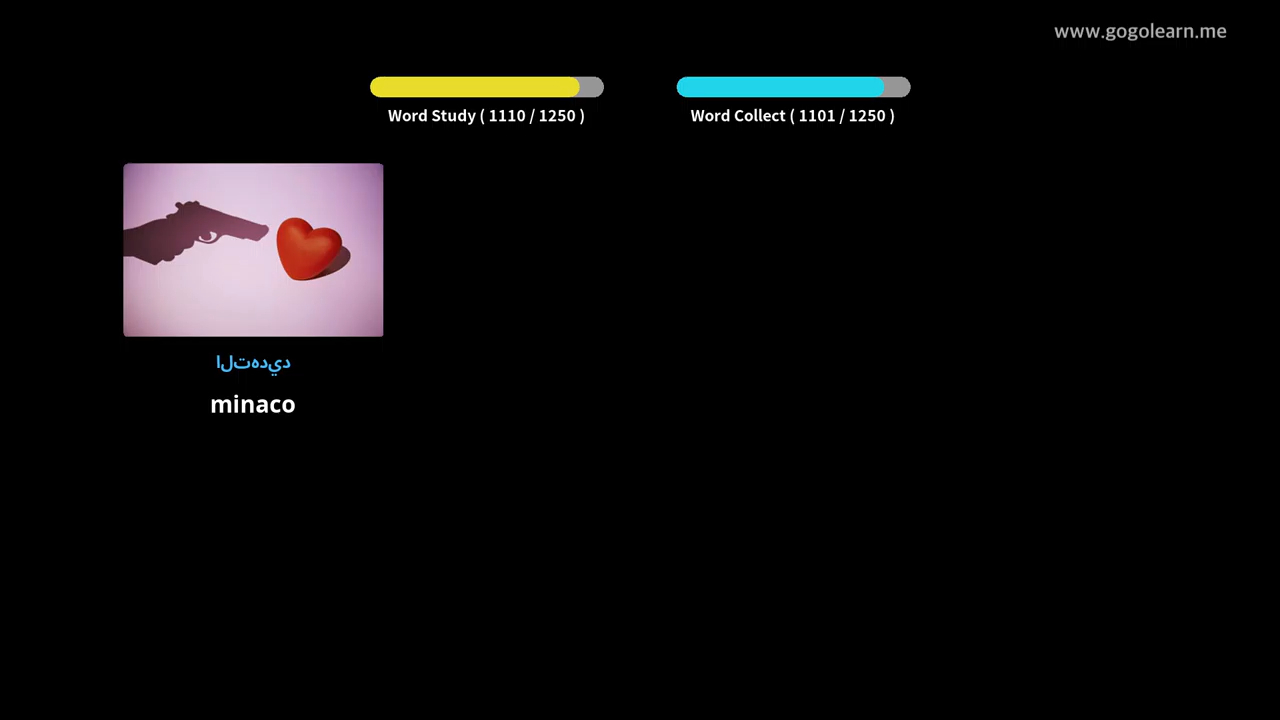 www.gogolearn.me
Word Study ( 1110 / 1250 )
Word Collect ( 1101 / 1250 )
التهديد
minaco